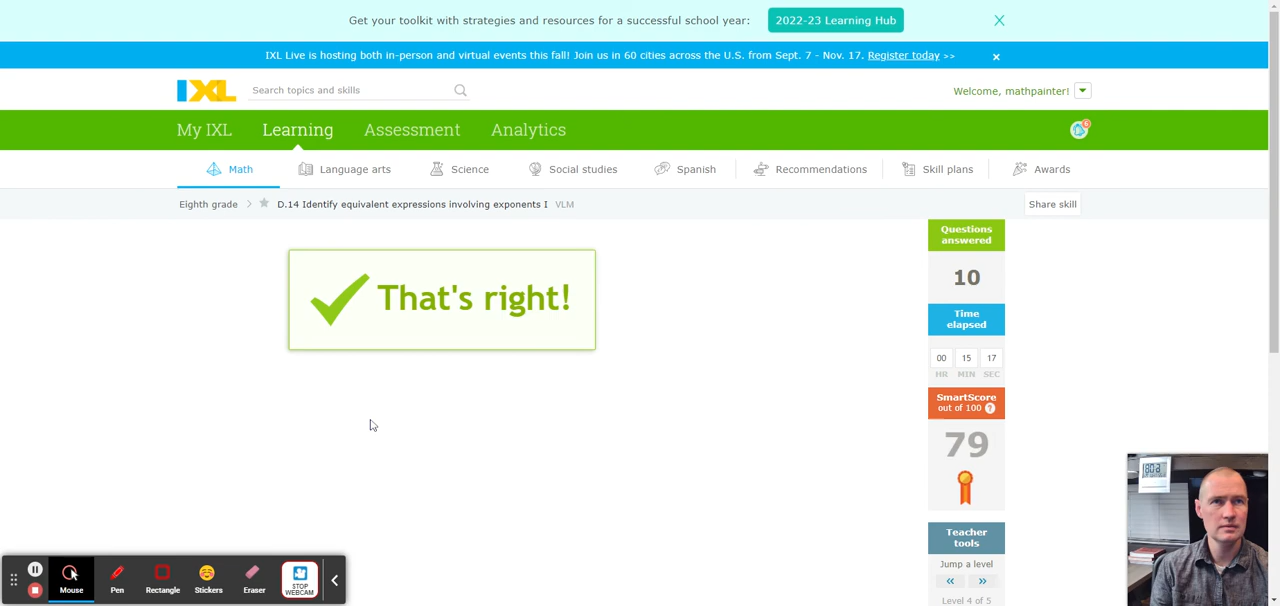 Get your toolkit with strategies and resources for a successful school year:
2022-23 Learning Hub
IXL Live is hosting both in-person and virtual events this fall! Join us in 60 cities across the U.S. from Sept. 7 - Nov. 17. Register today >>
IXL
Search topics and skills
Welcome, mathpainter!
My IXL
Learning
Assessment
Analytics
6
Math
Language arts
Science
Social studies
Spanish
Recommendations
Skill plans
Awards
Eighth grade
D.14 Identify equivalent expressions involving exponents I
VLM
Share skill
That's right!
Questions
answered
10
Time
elapsed
00 15 17
HR MIN SEC
SmartScore
out of 100 ?
79
Teacher
tools
Jump a level
« »
Level 4 of 5
Mouse
Pen
Rectangle
Stickers
Eraser
STOP
WEBCAM